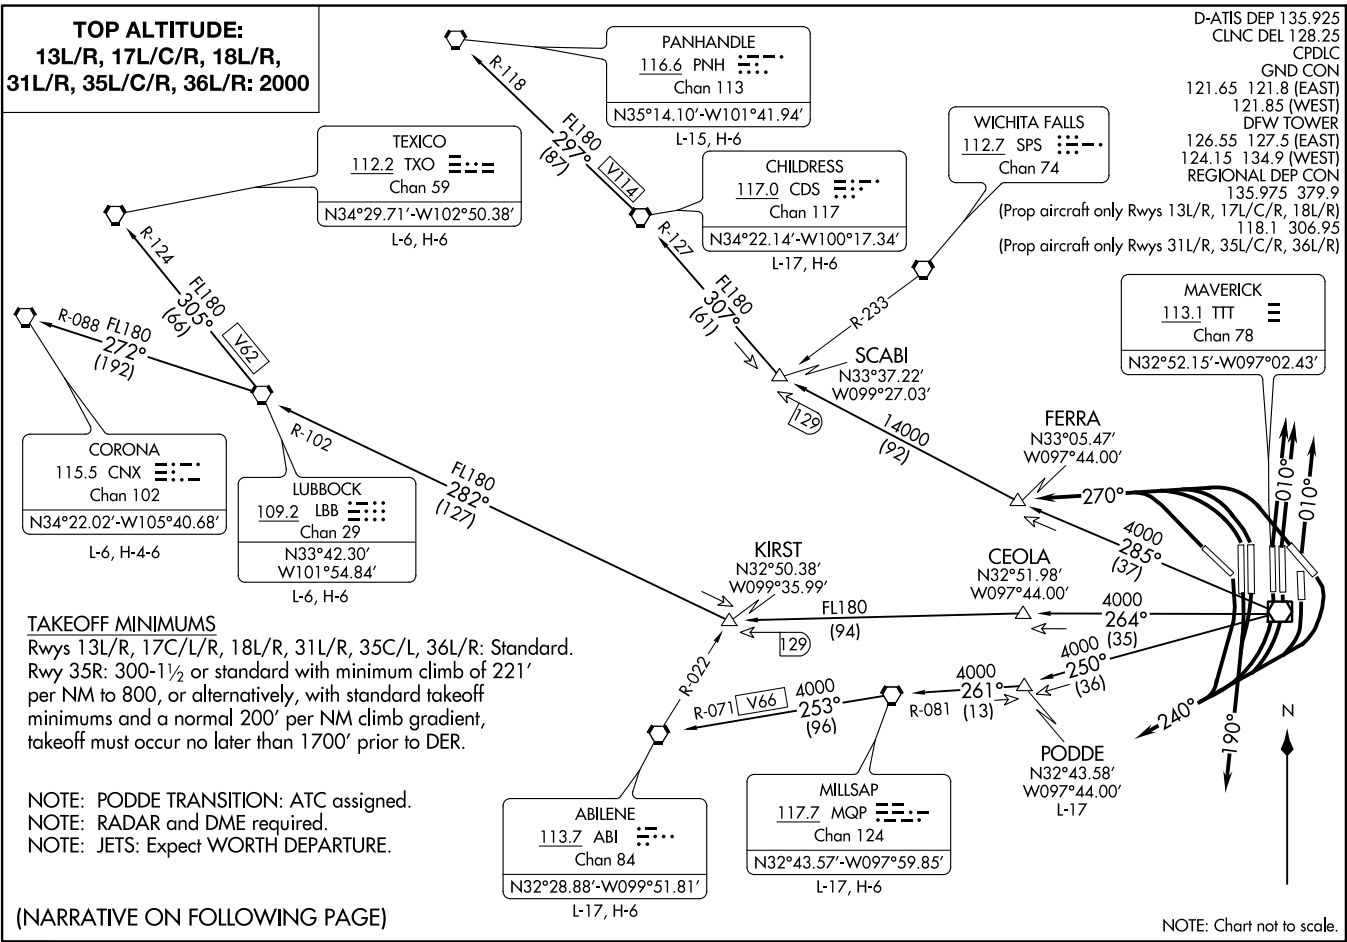 TOP ALTITUDE:
13L/R, 17L/C/R, 18L/R,
31L/R, 35L/C/R, 36L/R: 2000
D-ATIS DEP 135.925
CLNC DEL 128.25
CPDLC
GND CON
121.65 121.8 (EAST)
121.85 (WEST)
DFW TOWER
126.55 127.5 (EAST)
124.15 134.9 (WEST)
REGIONAL DEP CON
135.975 379.9
(Prop aircraft only Rwys 13L/R, 17L/C/R, 18L/R)
118.1 306.95
(Prop aircraft only Rwys 31L/R, 35L/C/R, 36L/R)
PANHANDLE
116.6 PNH
Chan 113
N35°14.10'-W101°41.94'
L-15, H-6
R-118
FL180
297°
(87)
V114
TEXICO
112.2 TXO
Chan 59
N34°29.71'-W102°50.38'
L-6, H-6
CHILDRESS
117.0 CDS
Chan 117
N34°22.14'-W100°17.34'
L-17, H-6
WICHITA FALLS
112.7 SPS
Chan 74
R-124
FL180
305°
(66)
V62
R-127
FL180
307°
(61)
R-233
MAVERICK
113.1 TTT
Chan 78
N32°52.15'-W097°02.43'
R-088 FL180
272°
(192)
SCABI
N33°37.22'
W099°27.03'
129
14000
(92)
FERRA
N33°05.47'
W097°44.00'
CORONA
115.5 CNX
Chan 102
N34°22.02'-W105°40.68'
L-6, H-4-6
R-102
FL180
282°
(127)
LUBBOCK
109.2 LBB
Chan 29
N33°42.30'
W101°54.84'
L-6, H-6
270°
010°
010°
4000
285°
(37)
KIRST
N32°50.38'
W099°35.99'
CEOLA
N32°51.98'
W097°44.00'
FL180
(94)
4000
264°
(35)
129
4000
250°
(36)
TAKEOFF MINIMUMS
Rwys 13L/R, 17C/L/R, 18L/R, 31L/R, 35C/L, 36L/R: Standard.
Rwy 35R: 300-1½ or standard with minimum climb of 221'
per NM to 800, or alternatively, with standard takeoff
minimums and a normal 200' per NM climb gradient,
takeoff must occur no later than 1700' prior to DER.
R-022
R-071 V66
4000
253°
(96)
R-081
4000
261°
(13)
PODDE
N32°43.58'
W097°44.00'
L-17
240°
190°
N
NOTE: PODDE TRANSITION: ATC assigned.
NOTE: RADAR and DME required.
NOTE: JETS: Expect WORTH DEPARTURE.
ABILENE
113.7 ABI
Chan 84
N32°28.88'-W099°51.81'
L-17, H-6
MILLSAP
117.7 MQP
Chan 124
N32°43.57'-W097°59.85'
L-17, H-6
(NARRATIVE ON FOLLOWING PAGE)
NOTE: Chart not to scale.